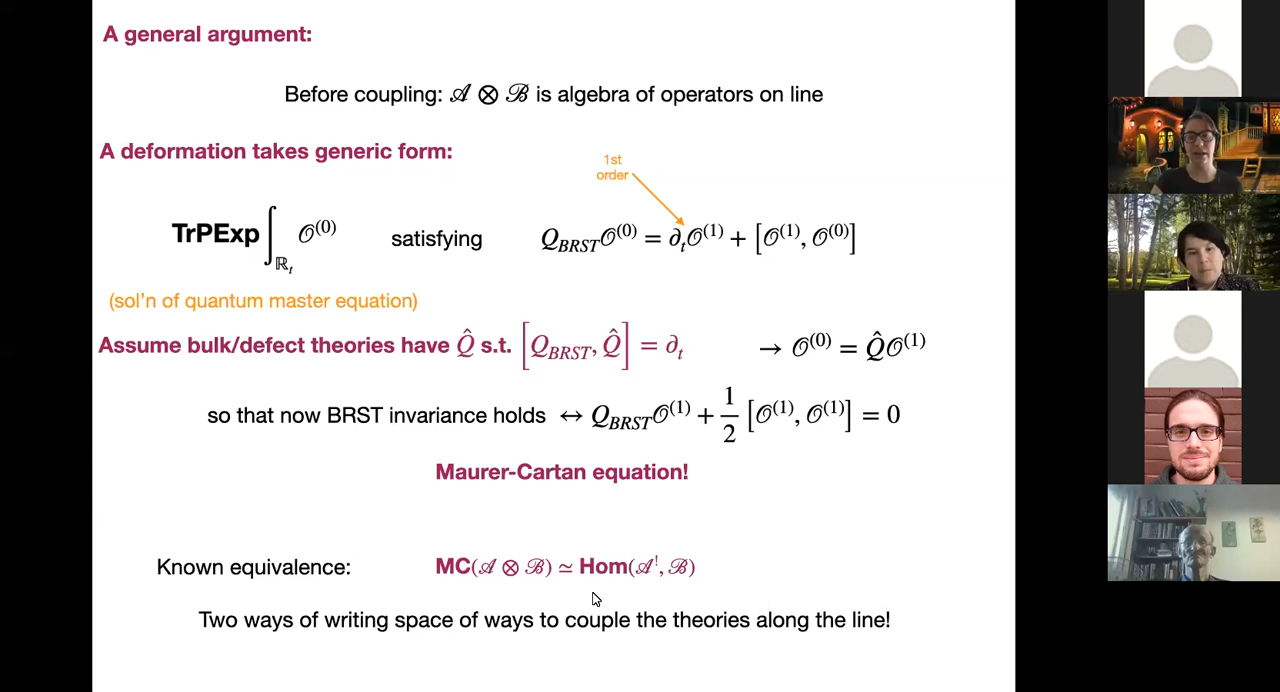 A general argument:
Before coupling: 𝒜 ⊗ ℬ is algebra of operators on line
A deformation takes generic form:
1st
order
TrPExp ∫_{ℝ_t} 𝒪^{(0)} satisfying Q_{BRST}𝒪^{(0)} = ∂_t𝒪^{(1)} + [𝒪^{(1)}, 𝒪^{(0)}]
(sol'n of quantum master equation)
Assume bulk/defect theories have Q̂ s.t. [Q_{BRST}, Q̂] = ∂_t → 𝒪^{(0)} = Q̂𝒪^{(1)}
so that now BRST invariance holds ↔ Q_{BRST}𝒪^{(1)} + 1/2 [𝒪^{(1)}, 𝒪^{(1)}] = 0
Maurer-Cartan equation!
Known equivalence: MC(𝒜 ⊗ ℬ) ≃ Hom(𝒜^!, ℬ)
Two ways of writing space of ways to couple the theories along the line!